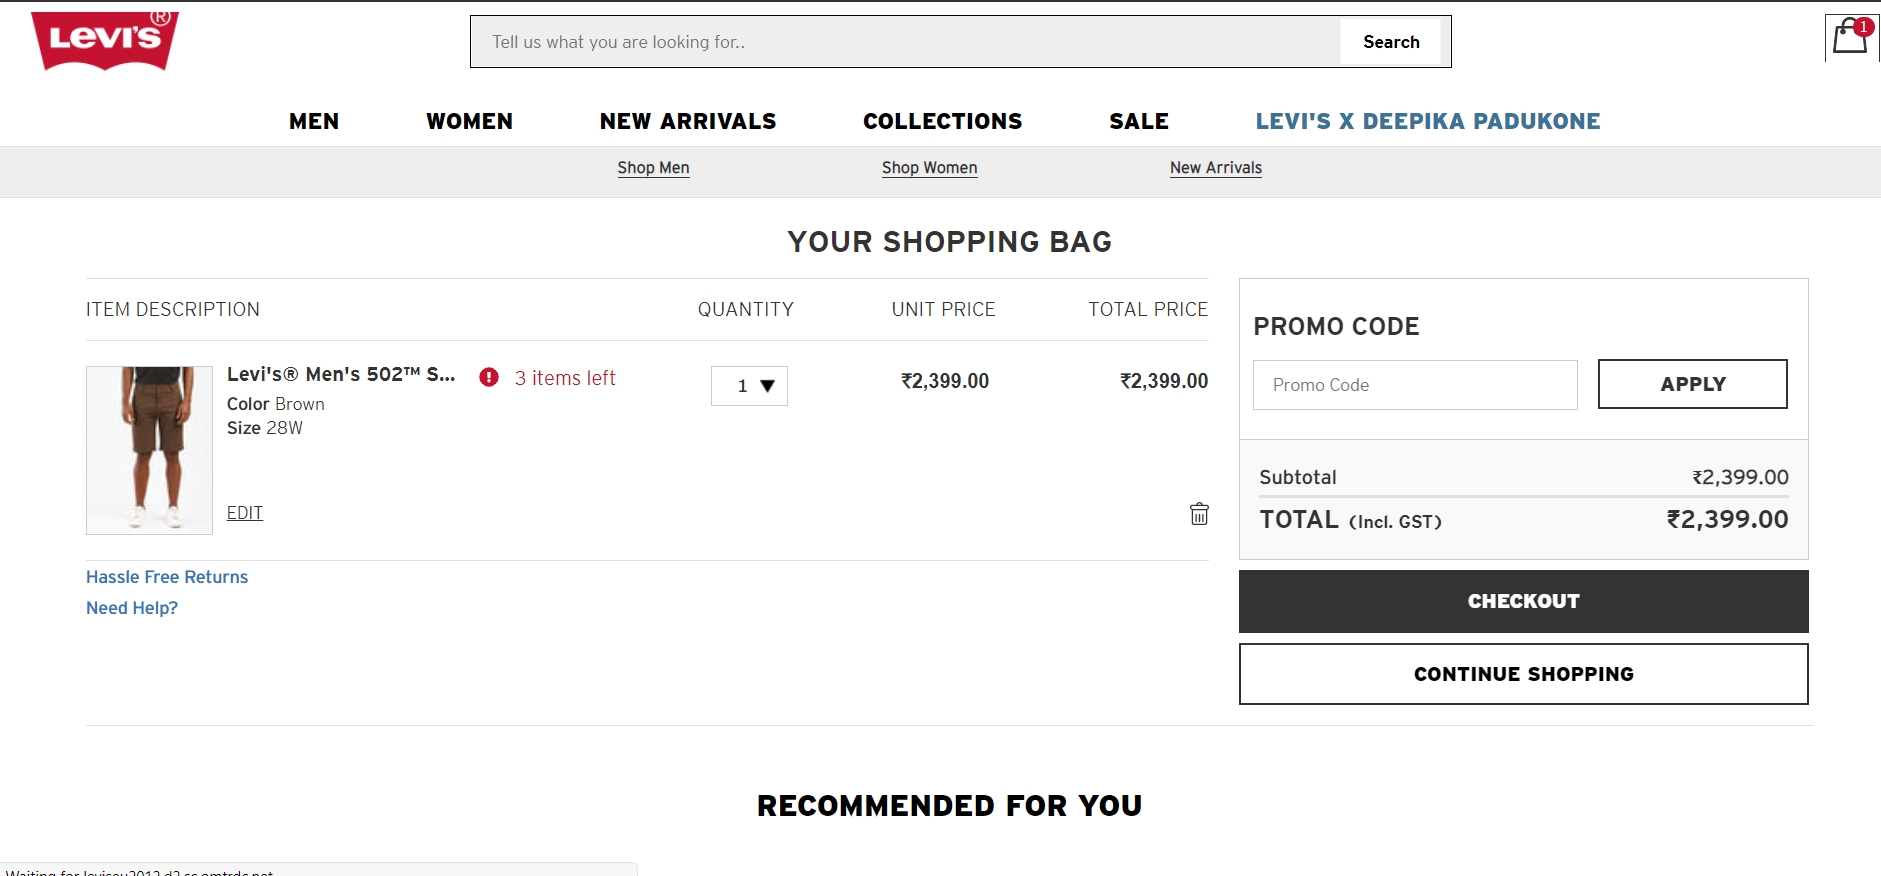 LEVI'S®
Tell us what you are looking for..
Search
1
MEN
WOMEN
NEW ARRIVALS
COLLECTIONS
SALE
LEVI'S X DEEPIKA PADUKONE
Shop Men
Shop Women
New Arrivals
YOUR SHOPPING BAG
ITEM DESCRIPTION
QUANTITY
UNIT PRICE
TOTAL PRICE
Levi's® Men's 502™ S...
3 items left
1
₹2,399.00
₹2,399.00
Color Brown
Size 28W
EDIT
Hassle Free Returns
Need Help?
PROMO CODE
Promo Code
APPLY
Subtotal
₹2,399.00
TOTAL (Incl. GST)
₹2,399.00
CHECKOUT
CONTINUE SHOPPING
RECOMMENDED FOR YOU
Waiting for